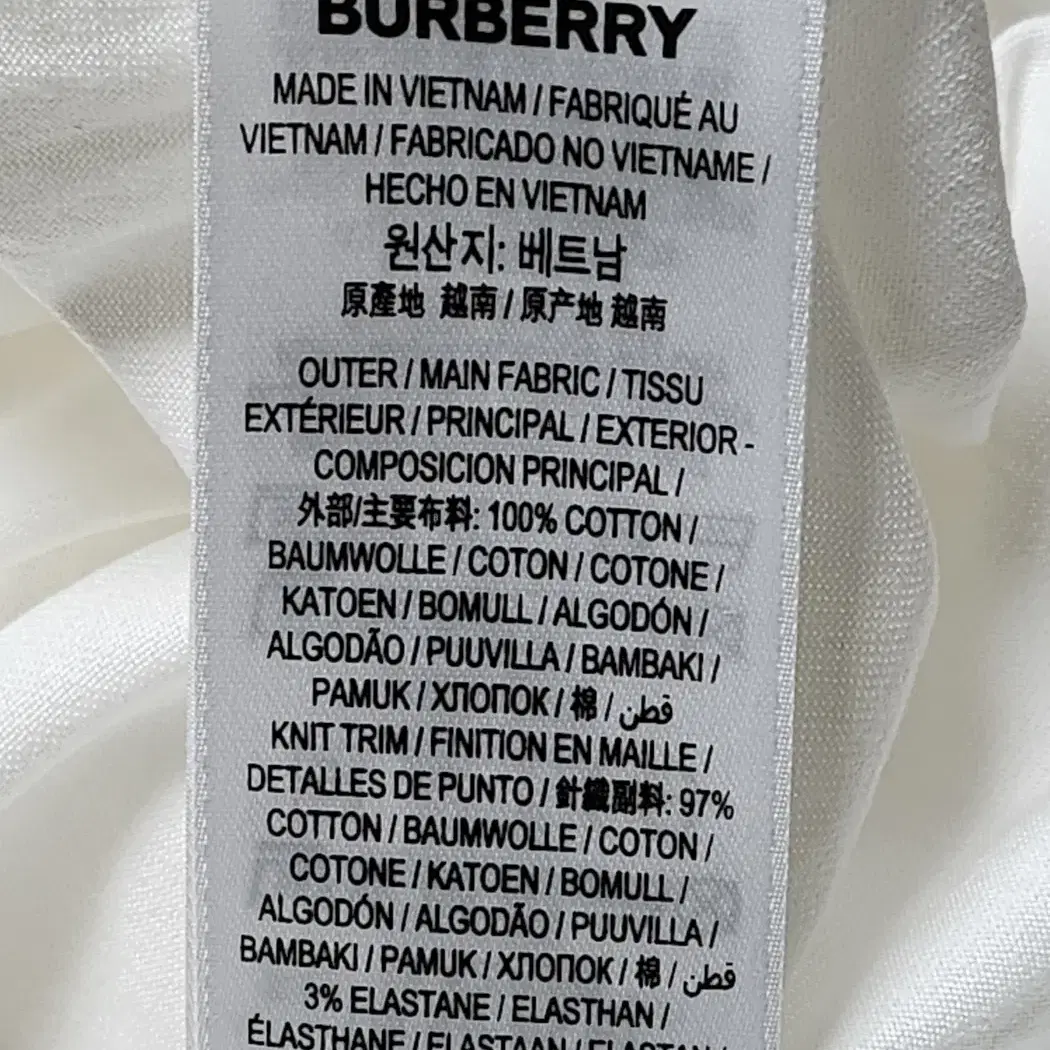 BURBERRY
MADE IN VIETNAM / FABRIQUÉ AU
VIETNAM / FABRICADO NO VIETNAME /
HECHO EN VIETNAM
원산지: 베트남
原產地 越南 / 原产地 越南
OUTER / MAIN FABRIC / TISSU
EXTÉRIEUR / PRINCIPAL / EXTERIOR -
COMPOSICION PRINCIPAL /
外部/主要布料: 100% COTTON /
BAUMWOLLE / COTON / COTONE /
KATOEN / BOMULL / ALGODÓN /
ALGODÃO / PUUVILLA / BAMBAKI /
PAMUK / ХЛОПОК / 棉 / قطن
KNIT TRIM / FINITION EN MAILLE /
DETALLES DE PUNTO / 針織副料: 97%
COTTON / BAUMWOLLE / COTON /
COTONE / KATOEN / BOMULL /
ALGODÓN / ALGODÃO / PUUVILLA /
BAMBAKI / PAMUK / ХЛОПОК / 棉 / قطن
3% ELASTANE / ELASTHAN /
ÉLASTHANE / ELASTAAN / ELASTAN /